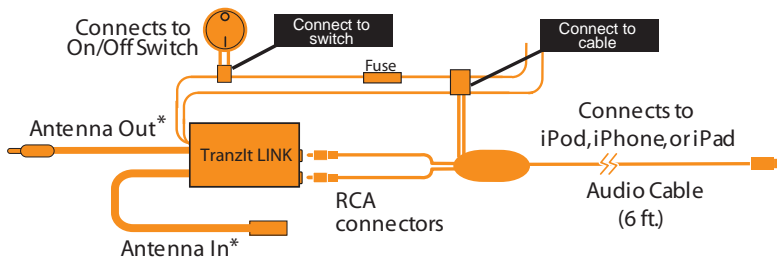 Connects to
On/Off Switch
Connect to
switch
Connect to
cable
Fuse
Antenna Out*
TranzIt LINK
Connects to
iPod, iPhone, or iPad
RCA
connectors
Audio Cable
(6 ft.)
Antenna In*